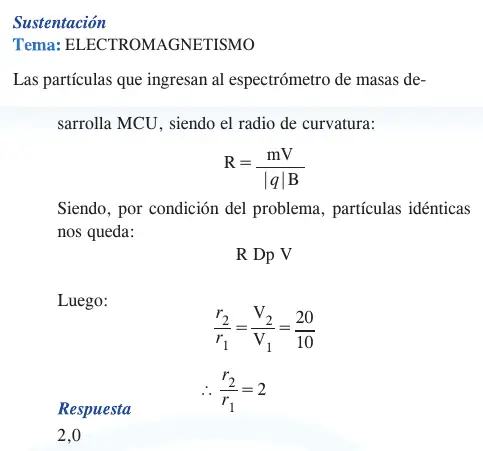 Sustentación
Tema: ELECTROMAGNETISMO
Las partículas que ingresan al espectrómetro de masas de-
sarrolla MCU, siendo el radio de curvatura:
R = mV / |q|B
Siendo, por condición del problema, partículas idénticas
nos queda:
R Dp V
Luego:
r₂/r₁ = V₂/V₁ = 20/10
∴ r₂/r₁ = 2
Respuesta
2,0